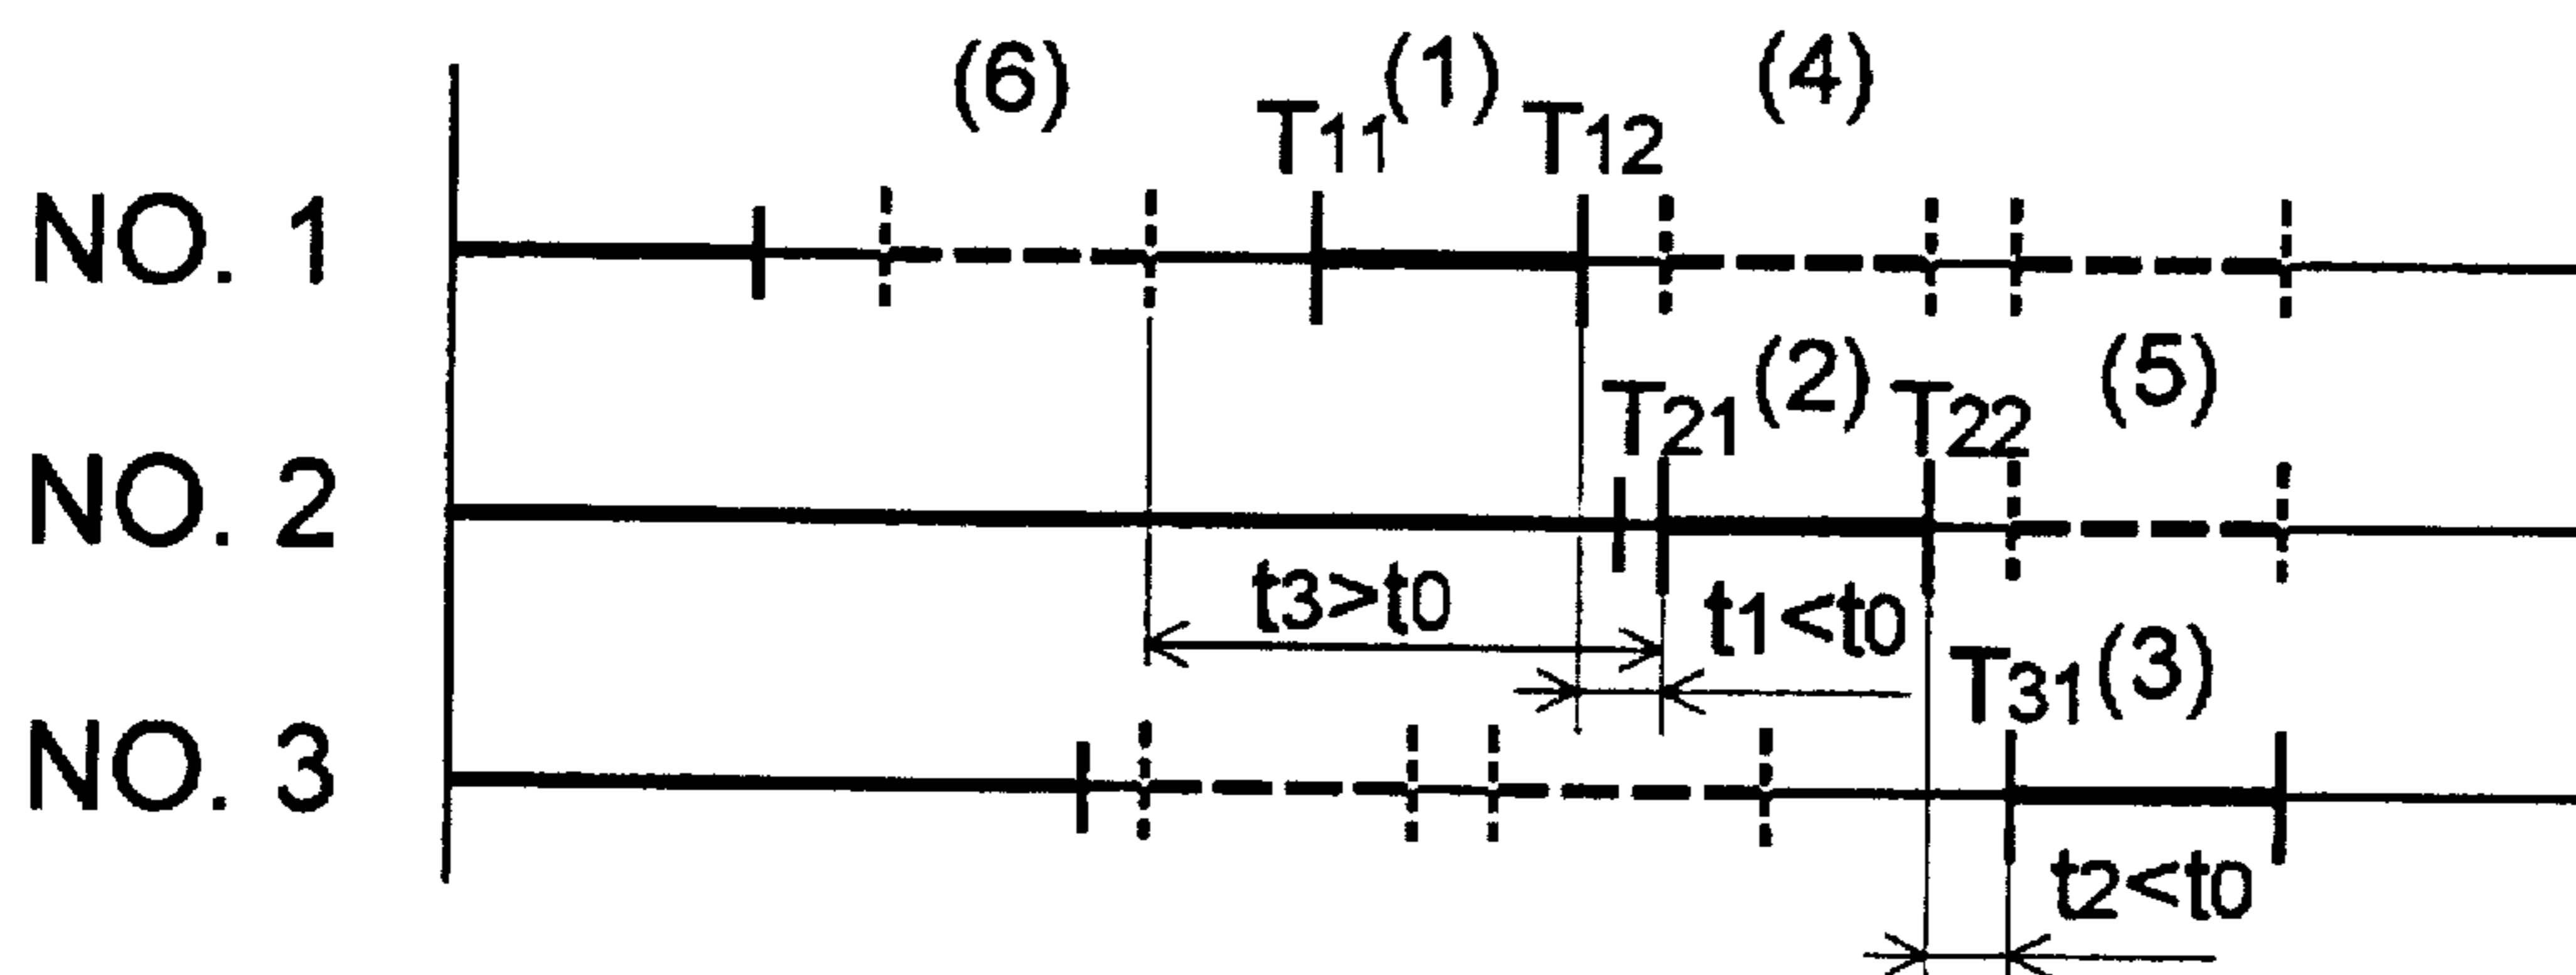 (6) (1) (4)
T11 T12
NO. 1
(2) (5)
T21 T22
NO. 2
t3>t0 t1<t0
T31 (3)
NO. 3
t2<t0